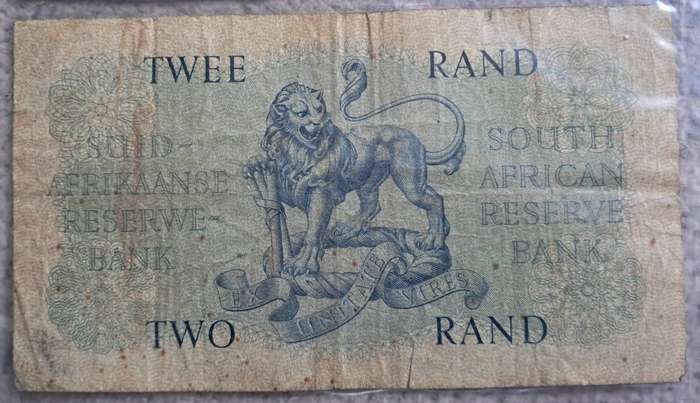 TWEE RAND
SUID-
AFRIKAANSE
RESERWE-
BANK
SOUTH
AFRICAN
RESERVE
BANK
EX UNITATE VIRES
TWO RAND